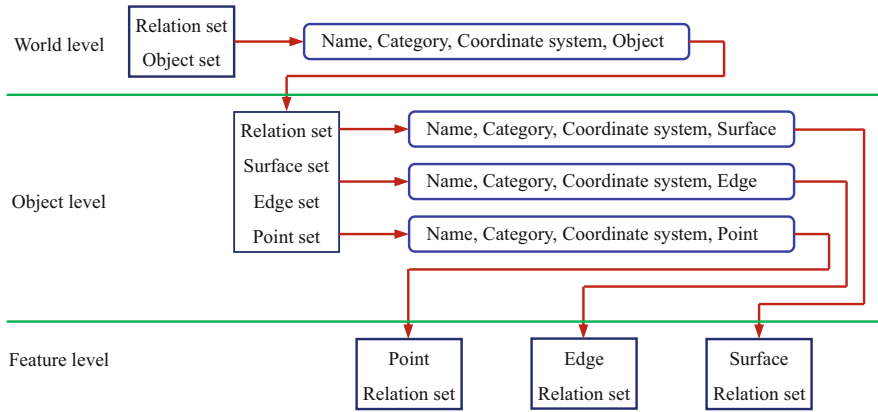 World level
Relation set
Object set
Name, Category, Coordinate system, Object
Object level
Relation set
Surface set
Edge set
Point set
Name, Category, Coordinate system, Surface
Name, Category, Coordinate system, Edge
Name, Category, Coordinate system, Point
Feature level
Point
Relation set
Edge
Relation set
Surface
Relation set